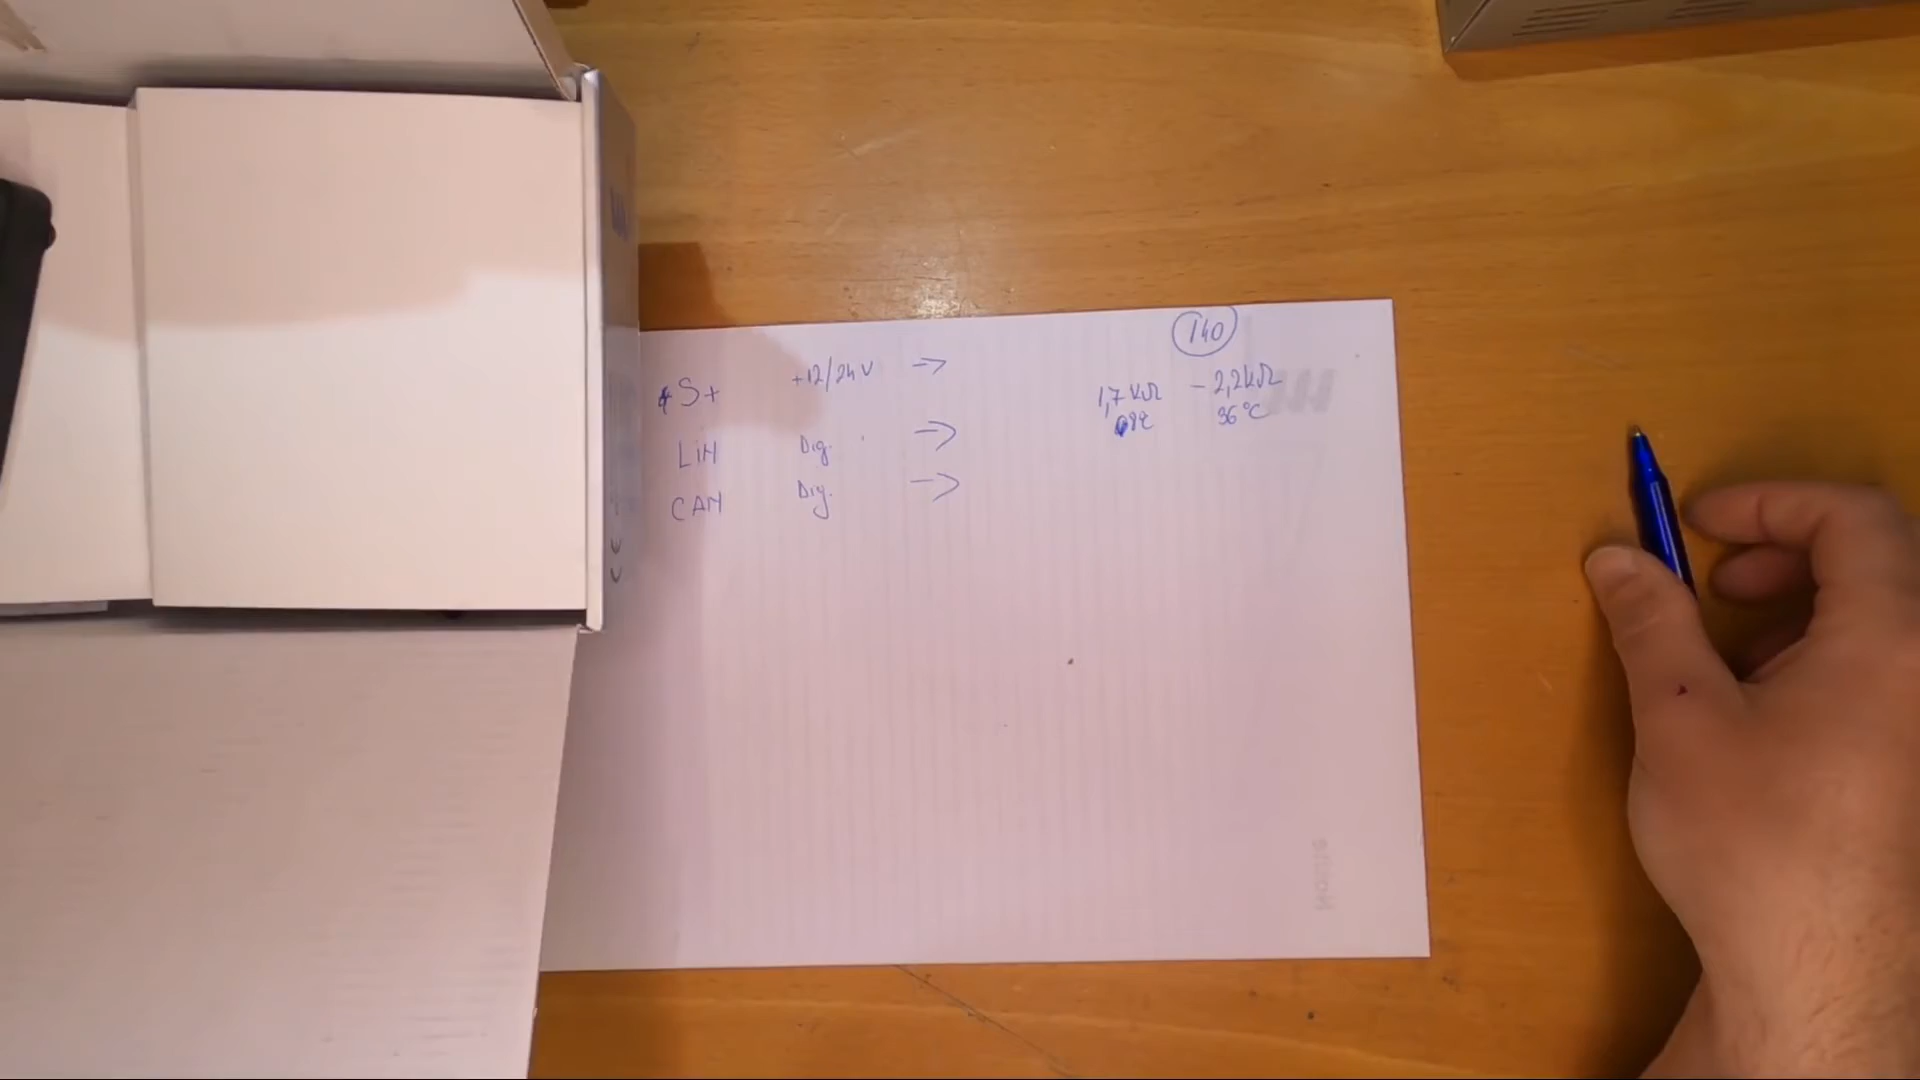 140
S+ +12/24V → 1,7kΩ – 2,2kΩ
36°C
LiN Dig. →
CAN Dig. →